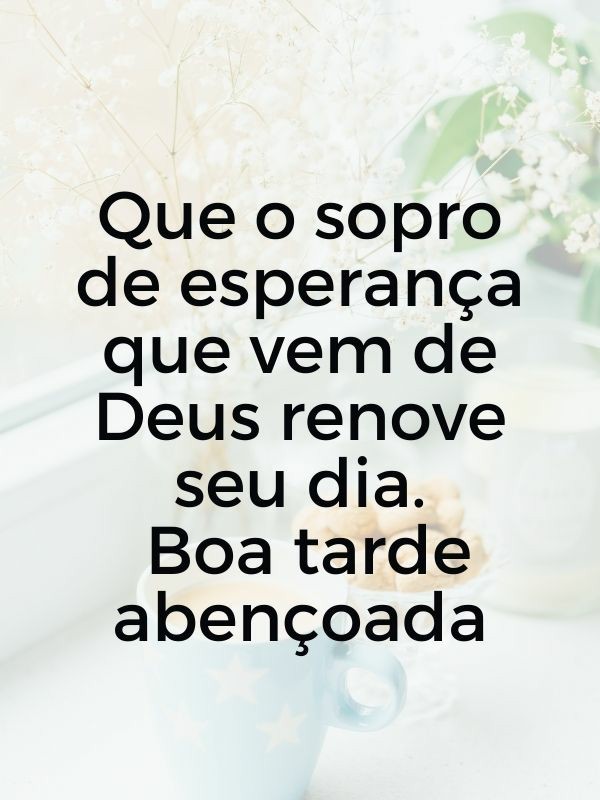 Que o sopro
de esperança
que vem de
Deus renove
seu dia.
Boa tarde
abençoada